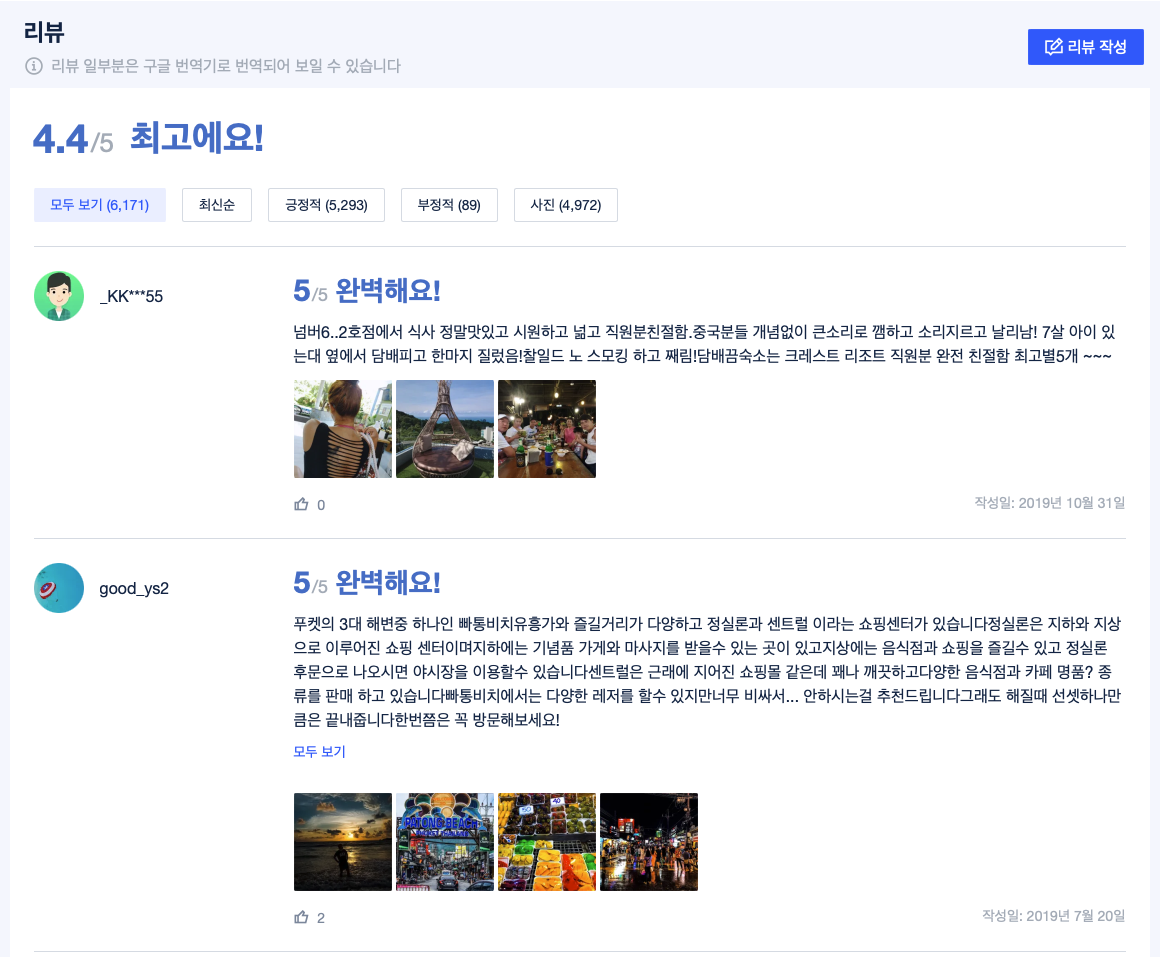 리뷰
리뷰 일부분은 구글 번역기로 번역되어 보일 수 있습니다
리뷰 작성
4.4/5 최고에요!
모두 보기 (6,171)
최신순
긍정적 (5,293)
부정적 (89)
사진 (4,972)
_KK***55
5/5 완벽해요!
넘버6..2호점에서 식사 정말맛있고 시원하고 넓고 직원분친절함.중국분들 개념없이 큰소리로 깸하고 소리지르고 날리남! 7살 아이 있
는대 옆에서 담배피고 한마지 질렀음!찰일드 노 스모킹 하고 째림!담배끔숙소는 크레스트 리조트 직원분 완전 친절함 최고별5개 ~~~
0
작성일: 2019년 10월 31일
good_ys2
5/5 완벽해요!
푸켓의 3대 해변중 하나인 빠통비치유흥가와 즐길거리가 다양하고 정실론과 센트럴 이라는 쇼핑센터가 있습니다정실론은 지하와 지상
으로 이루어진 쇼핑 센터이며지하에는 기념품 가게와 마사지를 받을수 있는 곳이 있고지상에는 음식점과 쇼핑을 즐길수 있고 정실론
후문으로 나오시면 야시장을 이용할수 있습니다센트럴은 근래에 지어진 쇼핑몰 같은데 꽤나 깨끗하고다양한 음식점과 카페 명품? 종
류를 판매 하고 있습니다빠통비치에서는 다양한 레저를 할수 있지만너무 비싸서... 안하시는걸 추천드립니다그래도 해질때 선셋하나만
큼은 끝내줍니다한번쯤은 꼭 방문해보세요!
모두 보기
PATONG BEACH
2
작성일: 2019년 7월 20일